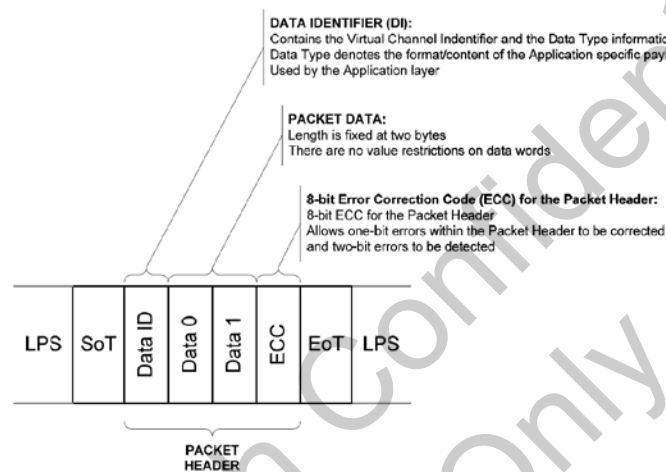 DATA IDENTIFIER (DI):
Contains the Virtual Channel Indentifier and the Data Type informatio
Data Type denotes the format/content of the Application specific payl
Used by the Application layer
PACKET DATA:
Length is fixed at two bytes
There are no value restrictions on data words
8-bit Error Correction Code (ECC) for the Packet Header:
8-bit ECC for the Packet Header
Allows one-bit errors within the Packet Header to be corrected
and two-bit errors to be detected
LPS SoT Data ID Data 0 Data 1 ECC EoT LPS
PACKET
HEADER
Confiden
Only